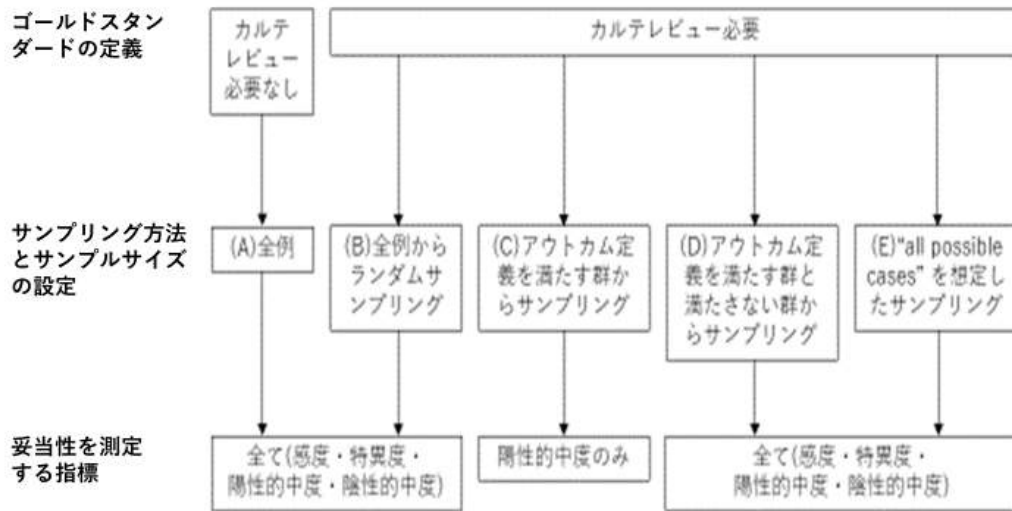 ゴールドスタン
ダードの定義
カルテ
レビュー
必要なし
カルテレビュー必要
サンプリング方法
とサンプルサイズ
の設定
(A)全例
(B)全例から
ランダムサ
ンプリング
(C)アウトカム定
義を満たす群か
らサンプリング
(D)アウトカム定
義を満たす群と
満たさない群か
らサンプリング
(E)“all possible
cases” を想定し
たサンプリング
妥当性を測定
する指標
全て(感度・特異度・
陽性的中度・陰性的中度)
陽性的中度のみ
全て(感度・特異度・
陽性的中度・陰性的中度)